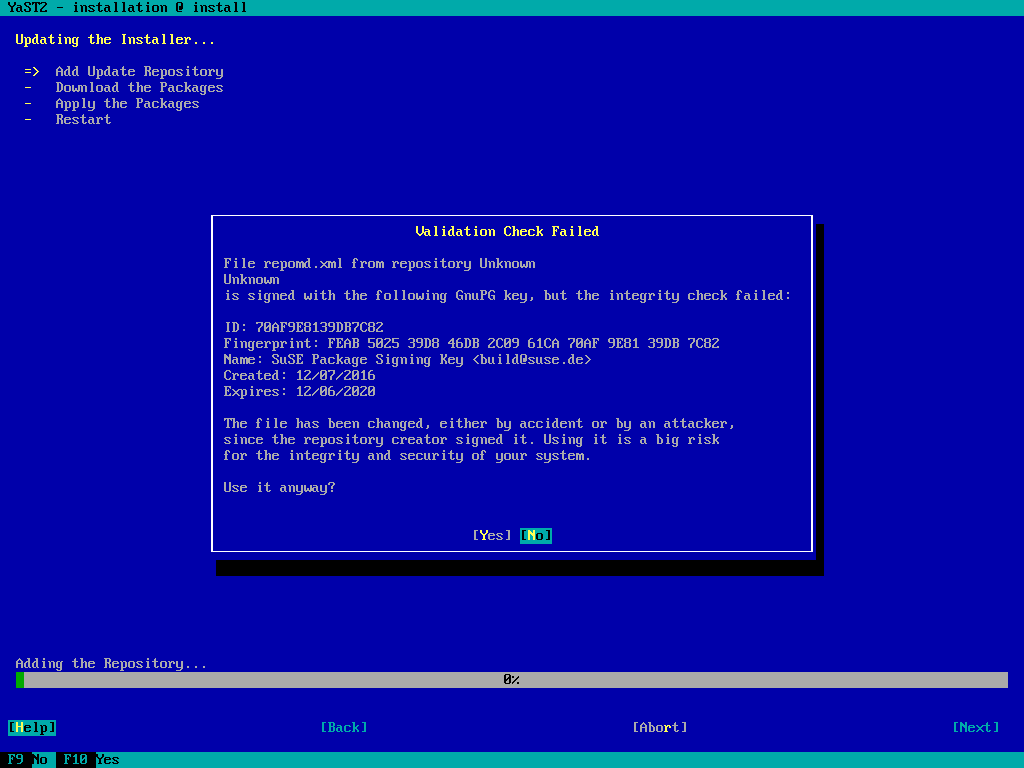 YaST2 - installation @ install
Updating the Installer...
=> Add Update Repository
- Download the Packages
- Apply the Packages
- Restart
Validation Check Failed
File repomd.xml from repository Unknown
Unknown
is signed with the following GnuPG key, but the integrity check failed:
ID: 70AF9E8139DB7C82
Fingerprint: FEAB 5025 39D8 46DB 2C09 61CA 70AF 9E81 39DB 7C82
Name: SuSE Package Signing Key <build@suse.de>
Created: 12/07/2016
Expires: 12/06/2020
The file has been changed, either by accident or by an attacker,
since the repository creator signed it. Using it is a big risk
for the integrity and security of your system.
Use it anyway?
[Yes] [No]
Adding the Repository...
0%
[Help] [Back] [Abort] [Next]
F9 No F10 Yes